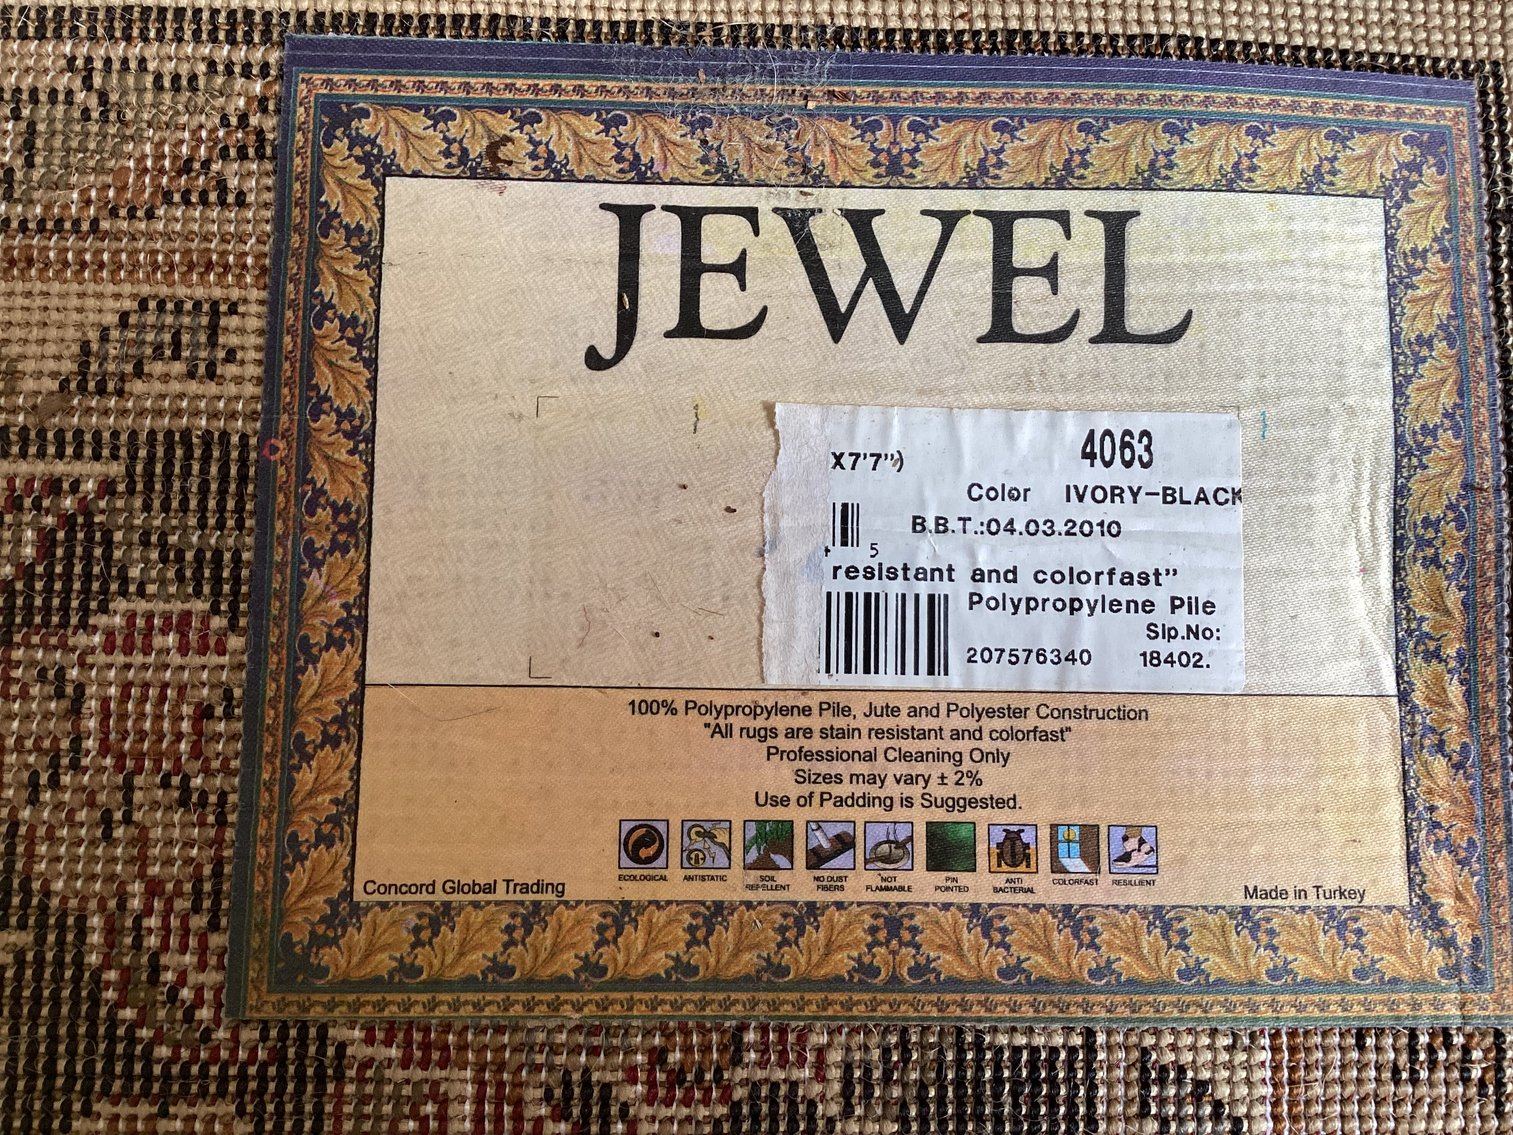 JEWEL
X7'7") 4063
Color IVORY-BLACK
B.B.T.:04.03.2010
5
resistant and colorfast"
Polypropylene Pile
Slp.No:
207576340 18402.
100% Polypropylene Pile, Jute and Polyester Construction
"All rugs are stain resistant and colorfast"
Professional Cleaning Only
Sizes may vary ± 2%
Use of Padding is Suggested.
ECOLOGICAL ANTISTATIC SOIL REPELLENT NO DUST FIBERS NOT FLAMMABLE PIN POINTED ANTI BACTERIAL COLORFAST RESILIENT
Concord Global Trading Made in Turkey